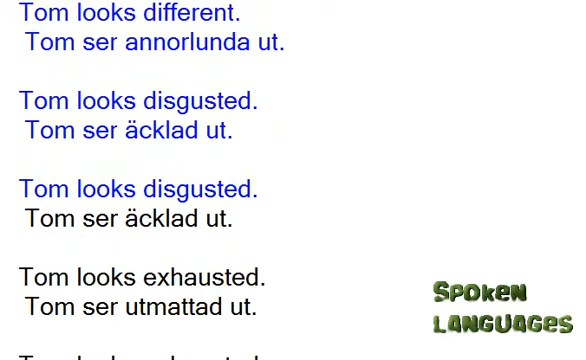 Tom looks different.
Tom ser annorlunda ut.
Tom looks disgusted.
Tom ser äcklad ut.
Tom looks disgusted.
Tom ser äcklad ut.
Tom looks exhausted.
Tom ser utmattad ut.
Spoken
Languages